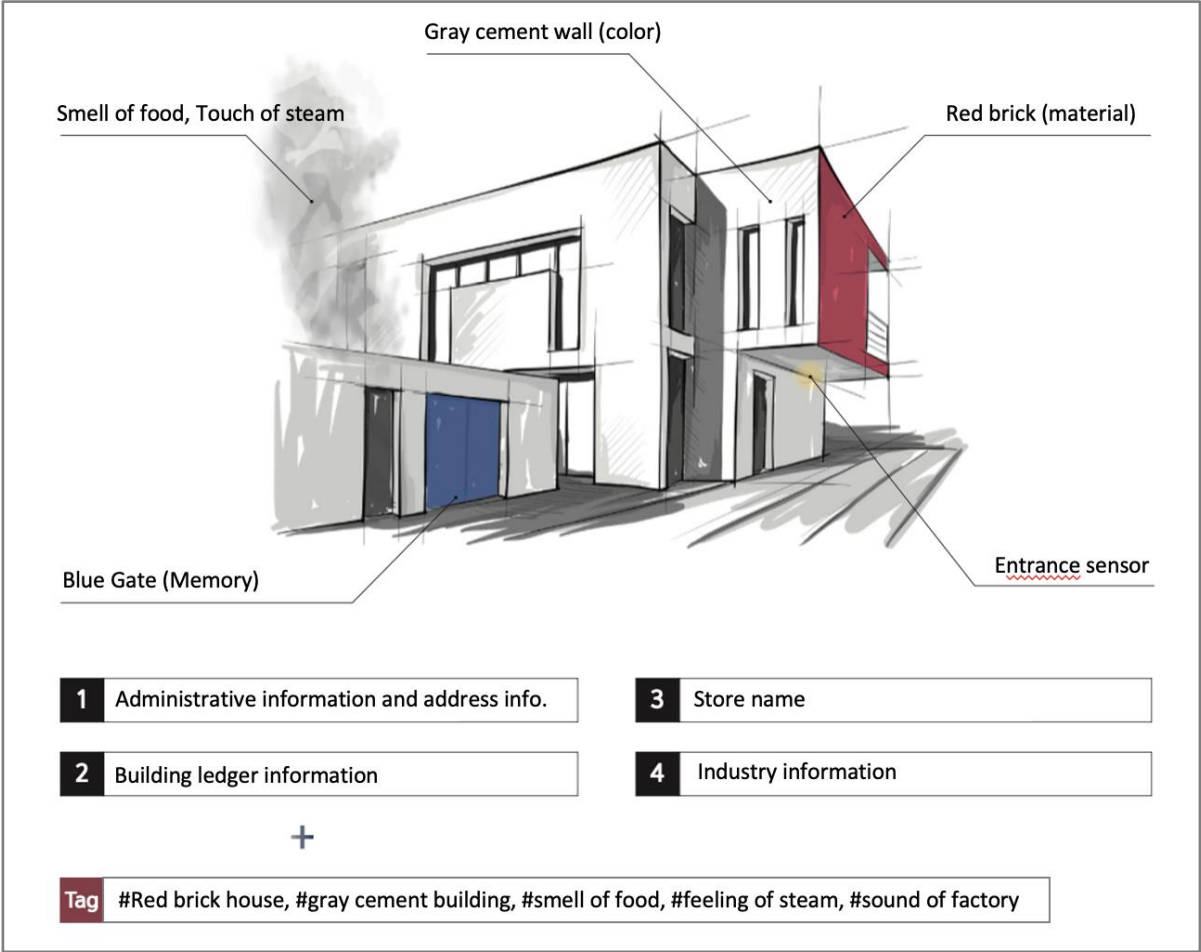 Gray cement wall (color)
Smell of food, Touch of steam
Red brick (material)
Blue Gate (Memory)
Entrance sensor
1 Administrative information and address info.
3 Store name
2 Building ledger information
4 Industry information
+
Tag #Red brick house, #gray cement building, #smell of food, #feeling of steam, #sound of factory